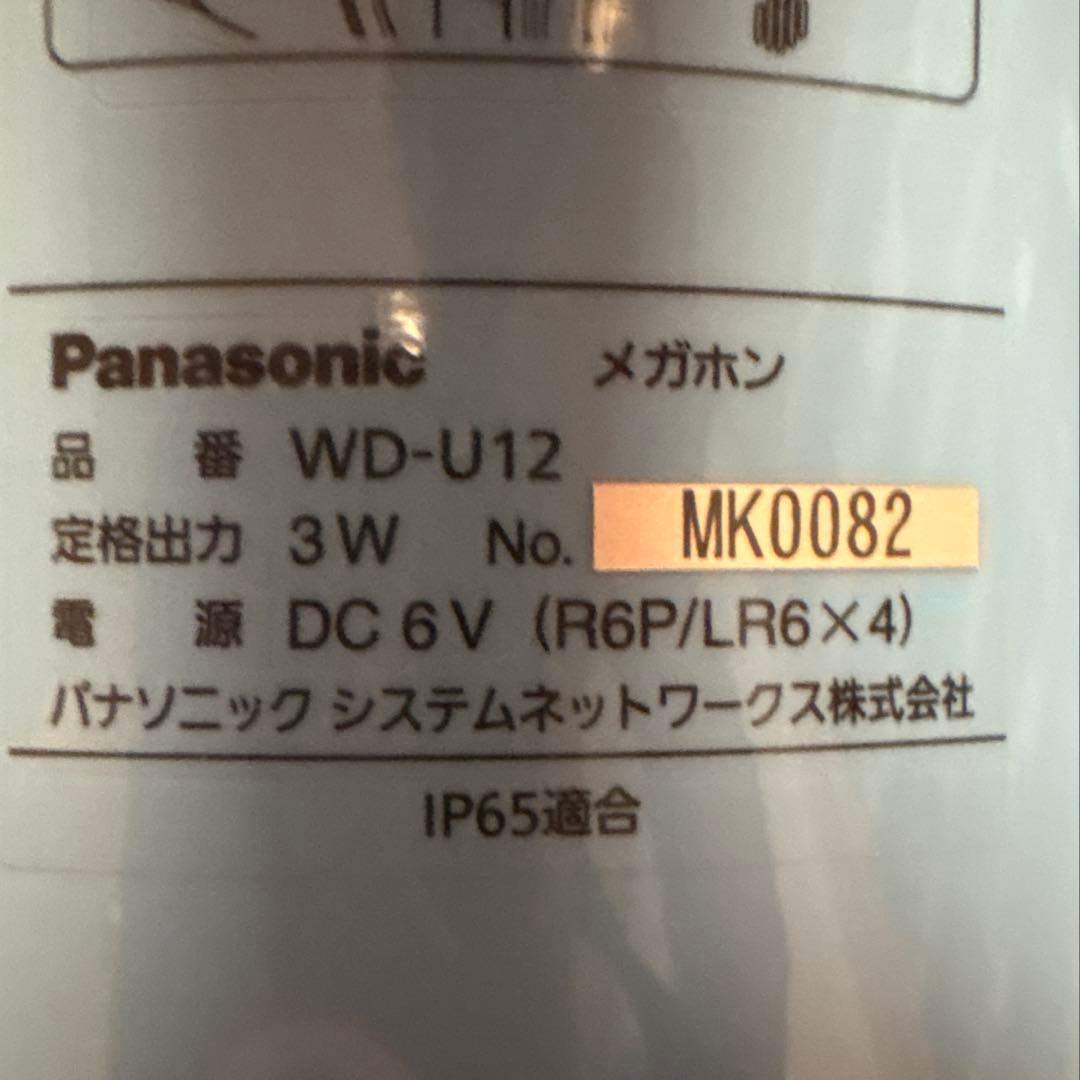 Panasonic メガホン
品番 WD-U12
定格出力 3W No. MK0082
電源 DC 6V (R6P/LR6×4)
パナソニック システムネットワークス株式会社
IP65適合